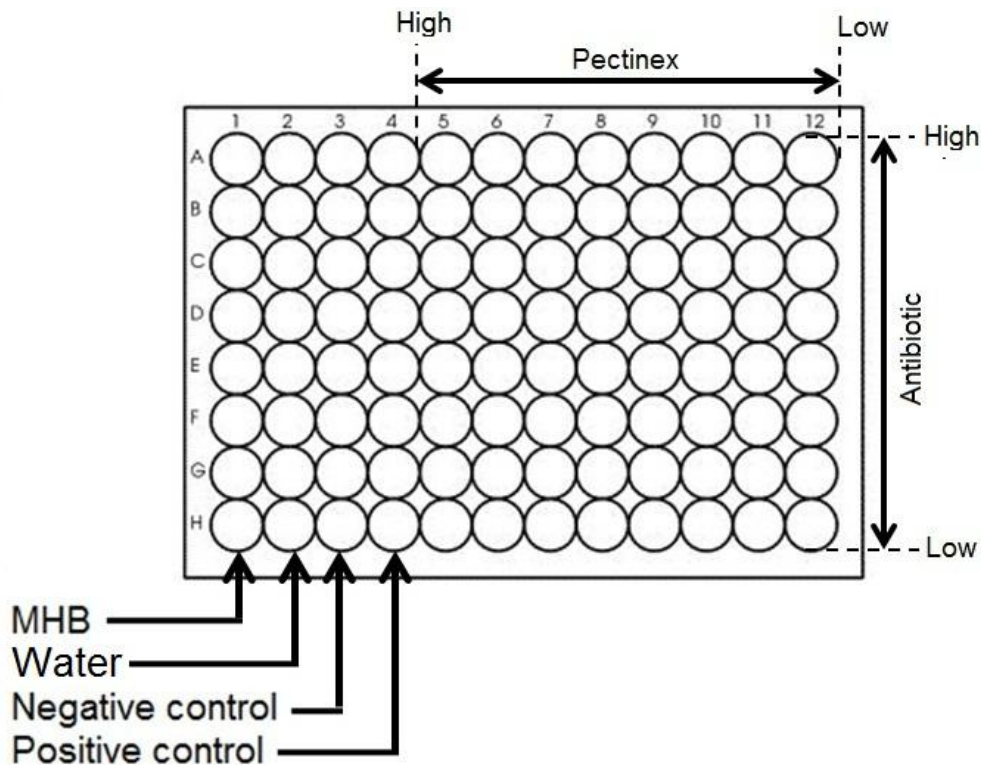 High
Low
Pectinex
1 2 3 4 5 6 7 8 9 10 11 12
High
A
B
C
D
E
F
G
H
Antibiotic
Low
MHB
Water
Negative control
Positive control